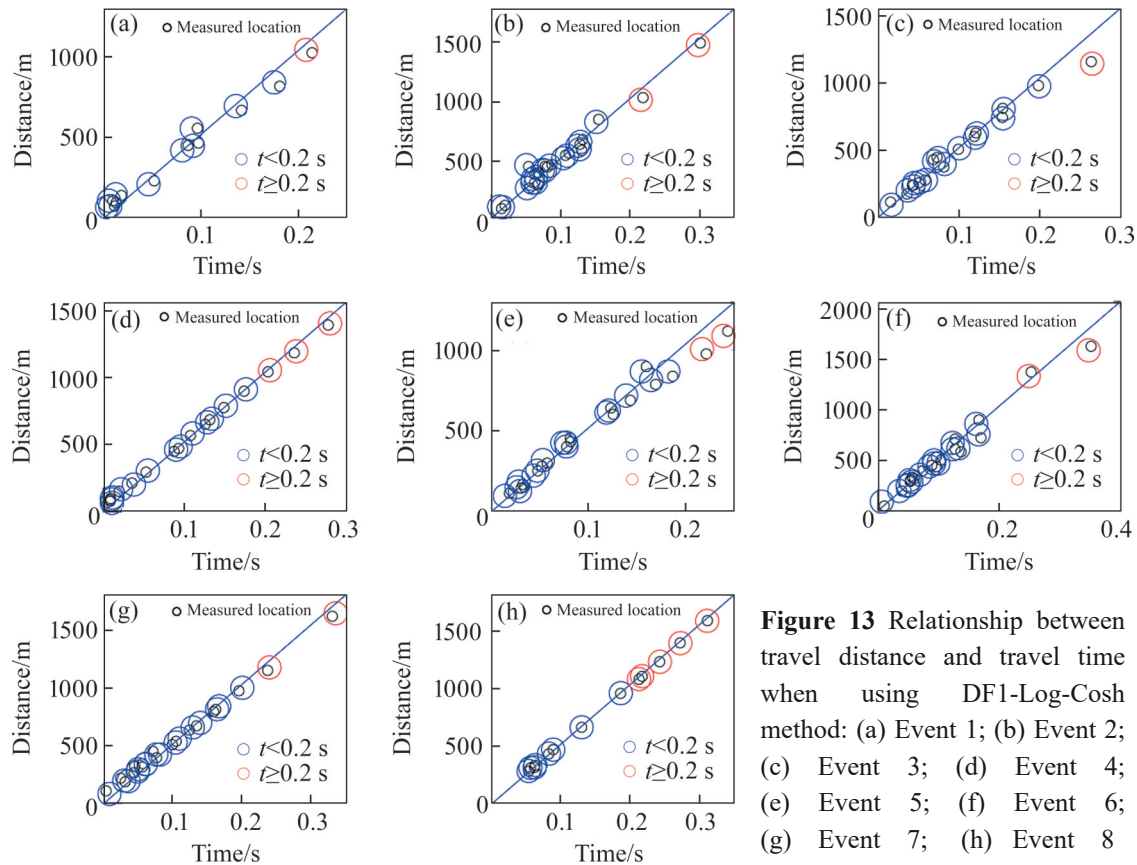 (a)
Measured location
1000
500
0
Distance/m
t<0.2 s
t≥0.2 s
0.1
0.2
Time/s
(b)
Measured location
1500
1000
500
0
Distance/m
t<0.2 s
t≥0.2 s
0.1
0.2
0.3
Time/s
(c)
Measured location
1500
1000
500
0
Distance/m
t<0.2 s
t≥0.2 s
0.1
0.2
0.3
Time/s
(d)
Measured location
1500
1000
500
0
Distance/m
t<0.2 s
t≥0.2 s
0.1
0.2
0.3
Time/s
(e)
Measured location
1000
500
Distance/m
t<0.2 s
t≥0.2 s
0.1
0.2
Time/s
(f)
Measured location
2000
1500
1000
500
0
Distance/m
t<0.2 s
t≥0.2 s
0.2
0.4
Time/s
(g)
Measured location
1500
1000
500
0
Distance/m
t<0.2 s
t≥0.2 s
0.1
0.2
0.3
Time/s
(h)
Measured location
1500
1000
500
0
Distance/m
t<0.2 s
t≥0.2 s
0.1
0.2
0.3
Time/s
Figure 13 Relationship between
travel distance and travel time
when using DF1-Log-Cosh
method: (a) Event 1; (b) Event 2;
(c) Event 3; (d) Event 4;
(e) Event 5; (f) Event 6;
(g) Event 7; (h) Event 8